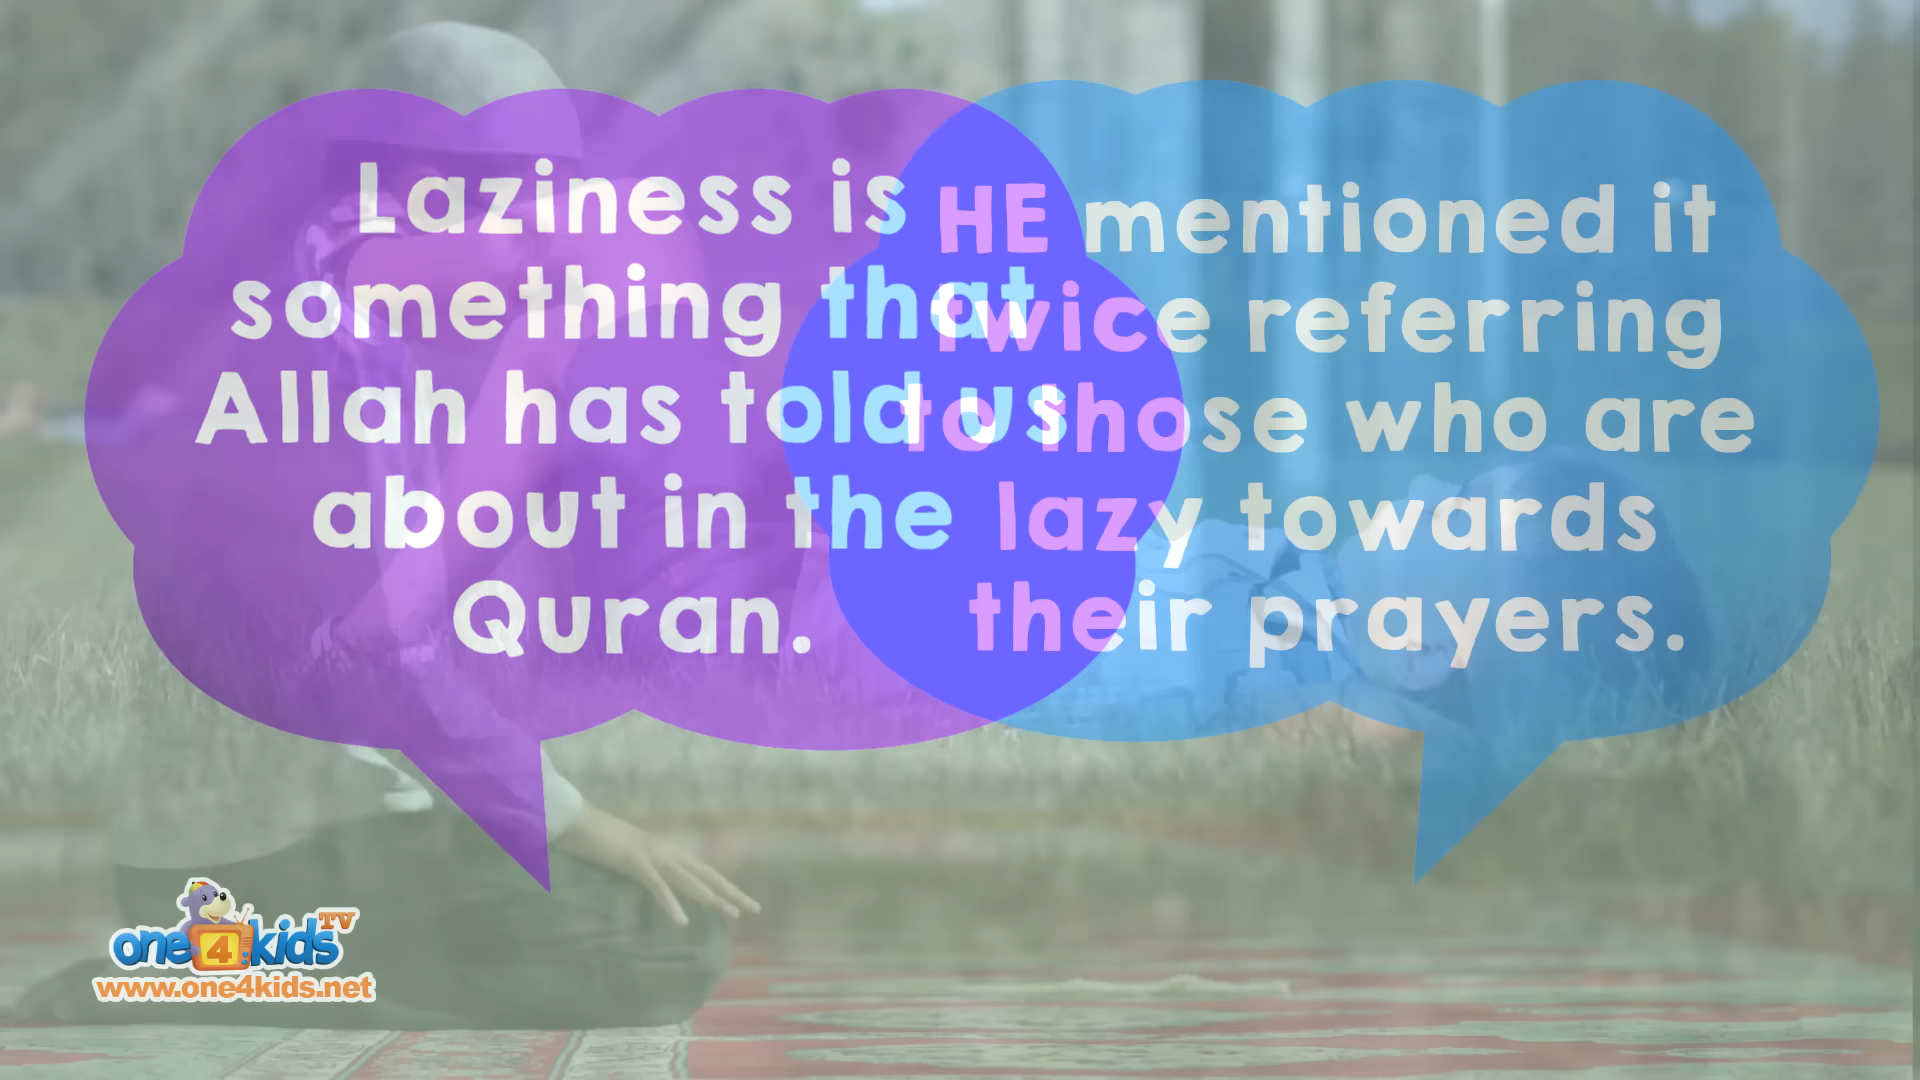 Laziness is
something that
Allah has told us
about in the
Quran.
HE mentioned it
twice referring
to those who are
lazy towards
their prayers.
one4kids TV
www.one4kids.net